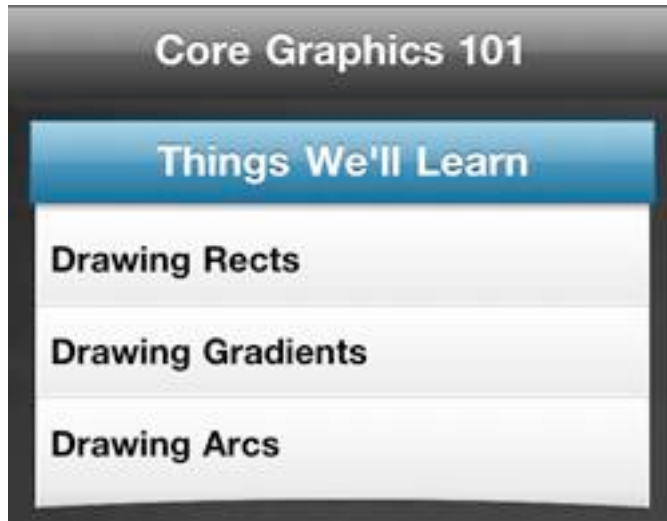 Core Graphics 101
Things We'll Learn
Drawing Rects
Drawing Gradients
Drawing Arcs